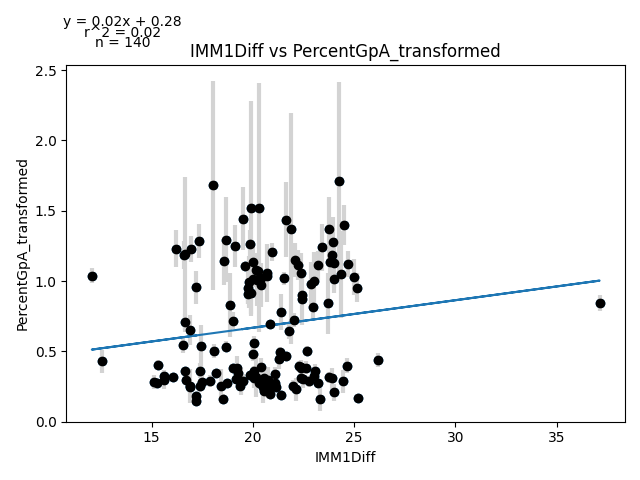 y = 0.02x + 0.28
r^2 = 0.02
n = 140
IMM1Diff vs PercentGpA_transformed
2.5
2.0
1.5
1.0
0.5
0.0
PercentGpA_transformed
15 20 25 30 35
IMM1Diff